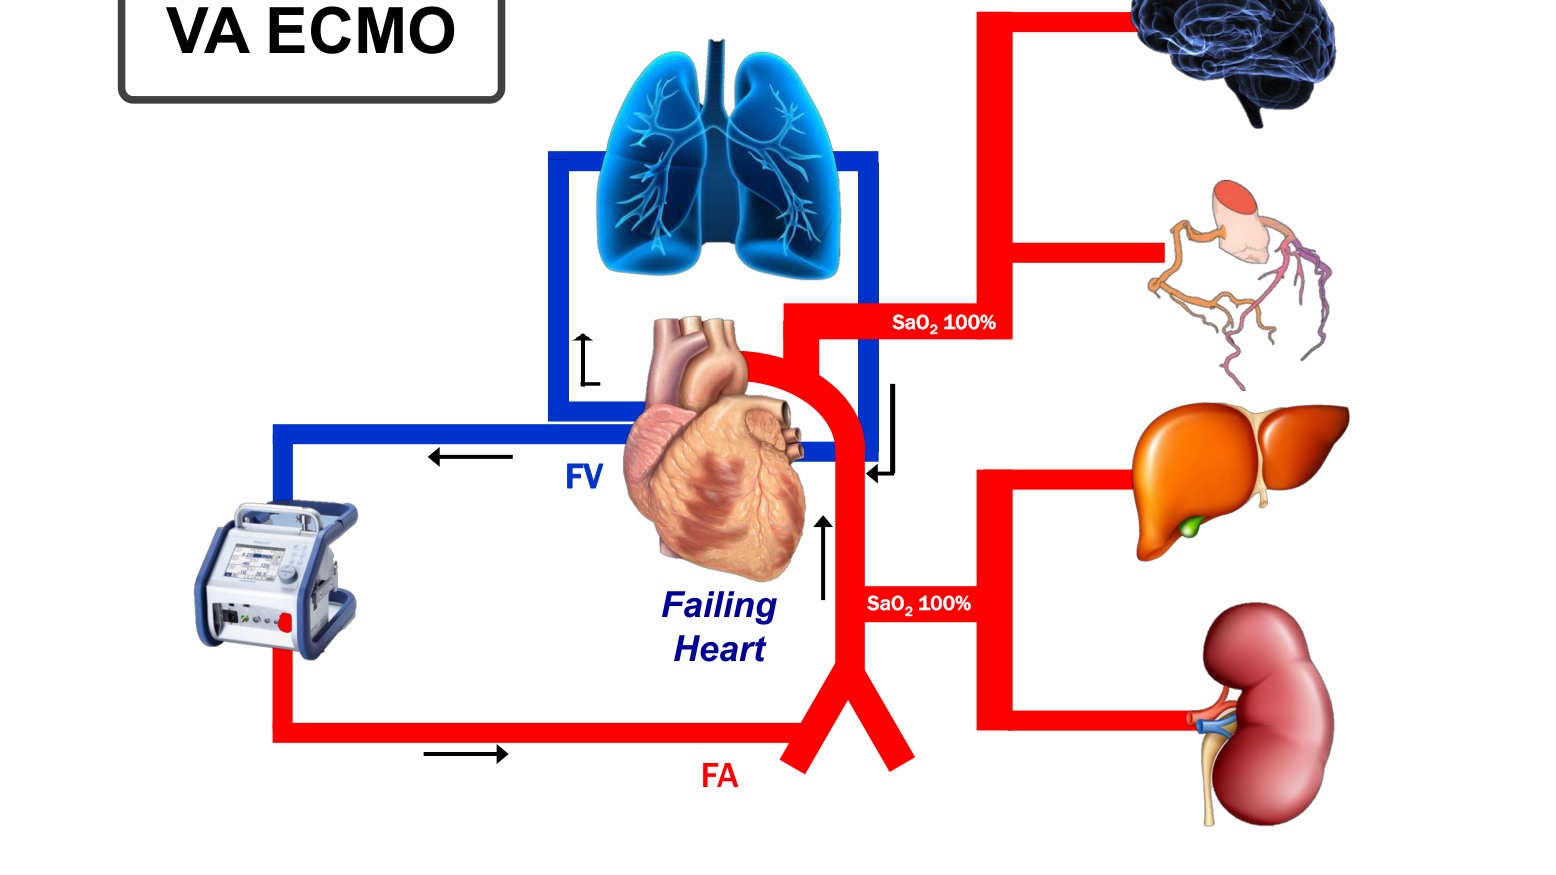 VA ECMO
SaO₂ 100%
FV
Failing
Heart
SaO₂ 100%
FA